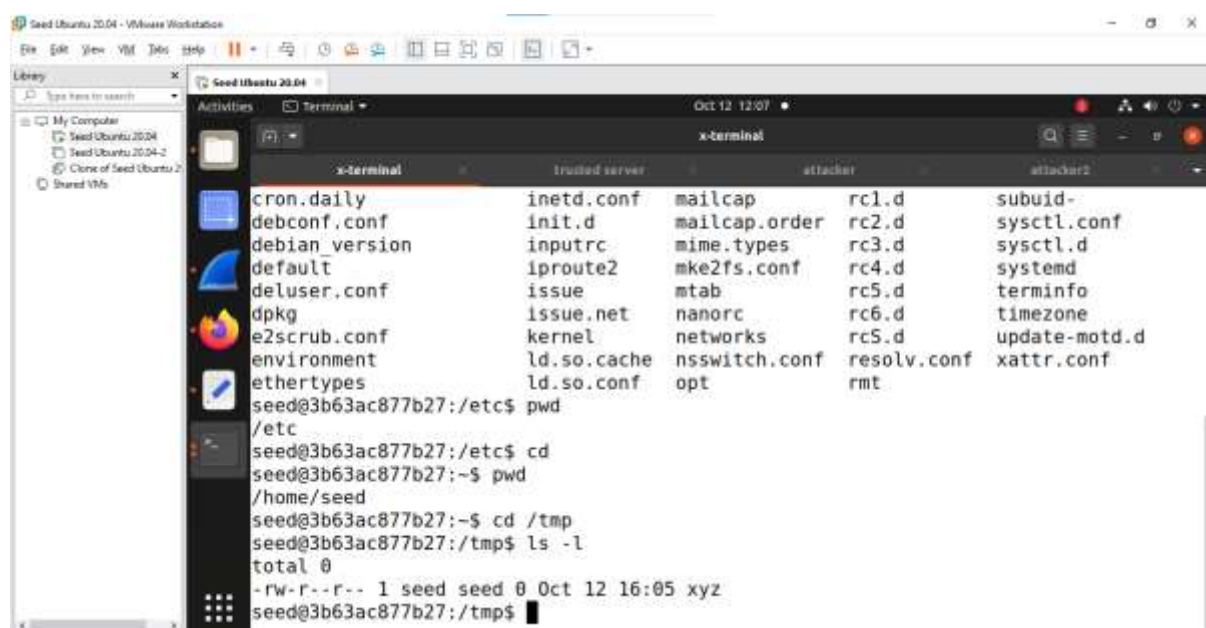 Seed Ubuntu 20.04 - VMware Workstation
File Edit View VM Tabs Help
Library
Type here to search
My Computer
Seed Ubuntu 20.04
Seed Ubuntu 20.04-2
Clone of Seed Ubuntu 2
Shared VMs
Seed Ubuntu 20.04
Activities Terminal Oct 12 12:07
x-terminal
x-terminal trusted server attacker attacker2
cron.daily inetd.conf mailcap rc1.d subuid-
debconf.conf init.d mailcap.order rc2.d sysctl.conf
debian_version inputrc mime.types rc3.d sysctl.d
default iproute2 mke2fs.conf rc4.d systemd
deluser.conf issue mtab rc5.d terminfo
dpkg issue.net nanorc rc6.d timezone
e2scrub.conf kernel networks rcS.d update-motd.d
environment ld.so.cache nsswitch.conf resolv.conf xattr.conf
ethertypes ld.so.conf opt rmt
seed@3b63ac877b27:/etc$ pwd
/etc
seed@3b63ac877b27:/etc$ cd
seed@3b63ac877b27:~$ pwd
/home/seed
seed@3b63ac877b27:~$ cd /tmp
seed@3b63ac877b27:/tmp$ ls -l
total 0
-rw-r--r-- 1 seed seed 0 Oct 12 16:05 xyz
seed@3b63ac877b27:/tmp$